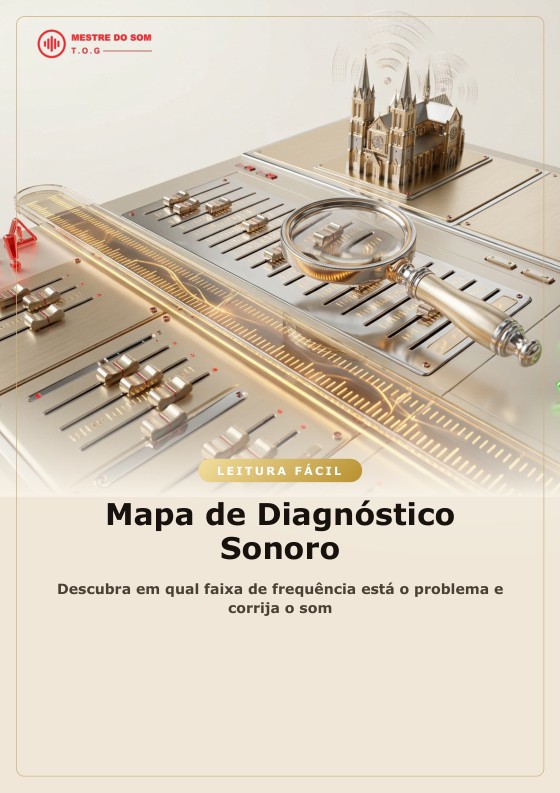 MESTRE DO SOM
T.O.G
LEITURA FÁCIL
Mapa de Diagnóstico
Sonoro
Descubra em qual faixa de frequência está o problema e
corrija o som